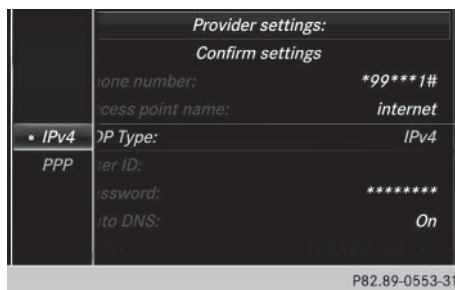 Provider settings:
Confirm settings
one number: *99***1#
ccess point name: internet
• IPv4 DP Type: IPv4
PPP ser ID:
ssword: ********
uto DNS: On
P82.89-0553-31